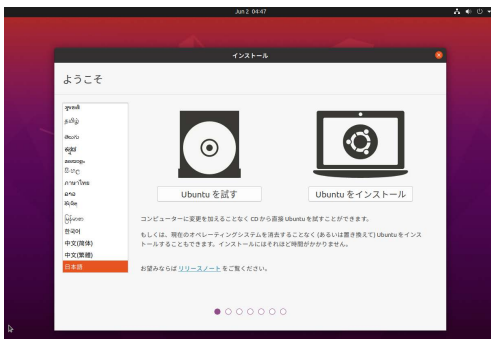 Jun 2 04:47
インストール
ようこそ
தமிழ்
తెలుగు
ಕನ್ನಡ
සිංහල
ภาษาไทย
ລາວ
한국어
中文(简体)
中文(繁體)
日本語
Ubuntu を試す
Ubuntu をインストール
コンピューターに変更を加えることなく CD から直接 Ubuntu を試すことができます。
もしくは、現在のオペレーティングシステムを消去することなく (あるいは置き換えて) Ubuntu をインス
トールすることもできます。インストールにはそれほど時間がかかりません。
お望みならば リリースノート をご覧ください。